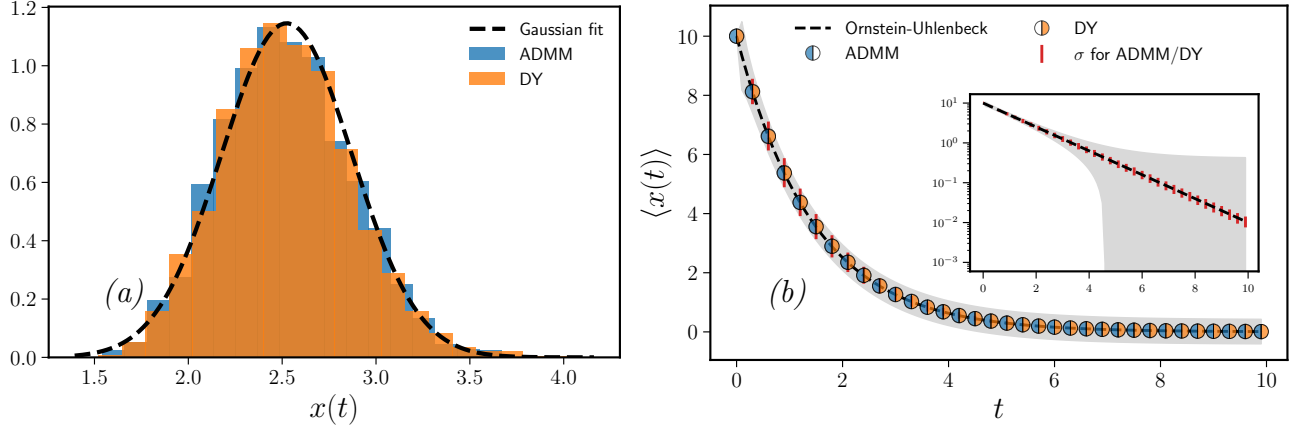 1.2
1.0
0.8
0.6
0.4
0.2
0.0
1.5 2.0 2.5 3.0 3.5 4.0
x(t)
(a)
Gaussian fit
ADMM
DY
10
8
6
4
2
0
⟨x(t)⟩
0 2 4 6 8 10
t
(b)
Ornstein-Uhlenbeck
ADMM
DY
σ for ADMM/DY
10¹
10⁰
10⁻¹
10⁻²
10⁻³
0 2 4 6 8 10